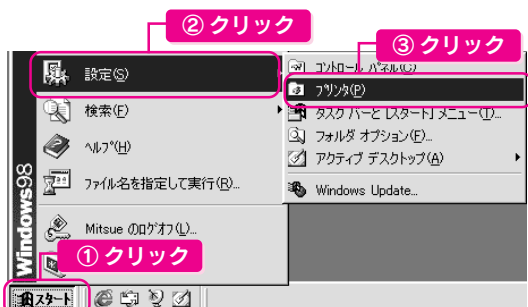 ② クリック
③ クリック
設定(S)
コントロール パネル(C)
プリンタ(P)
検索(F)
タスク バーと [スタート] メニュー(T)...
フォルダ オプション(F)...
ヘルプ(H)
アクティブ デスクトップ(A)
ファイル名を指定して実行(R)...
Windows Update...
Mitsue のログオフ(L)...
① クリック
Windows98
スタート